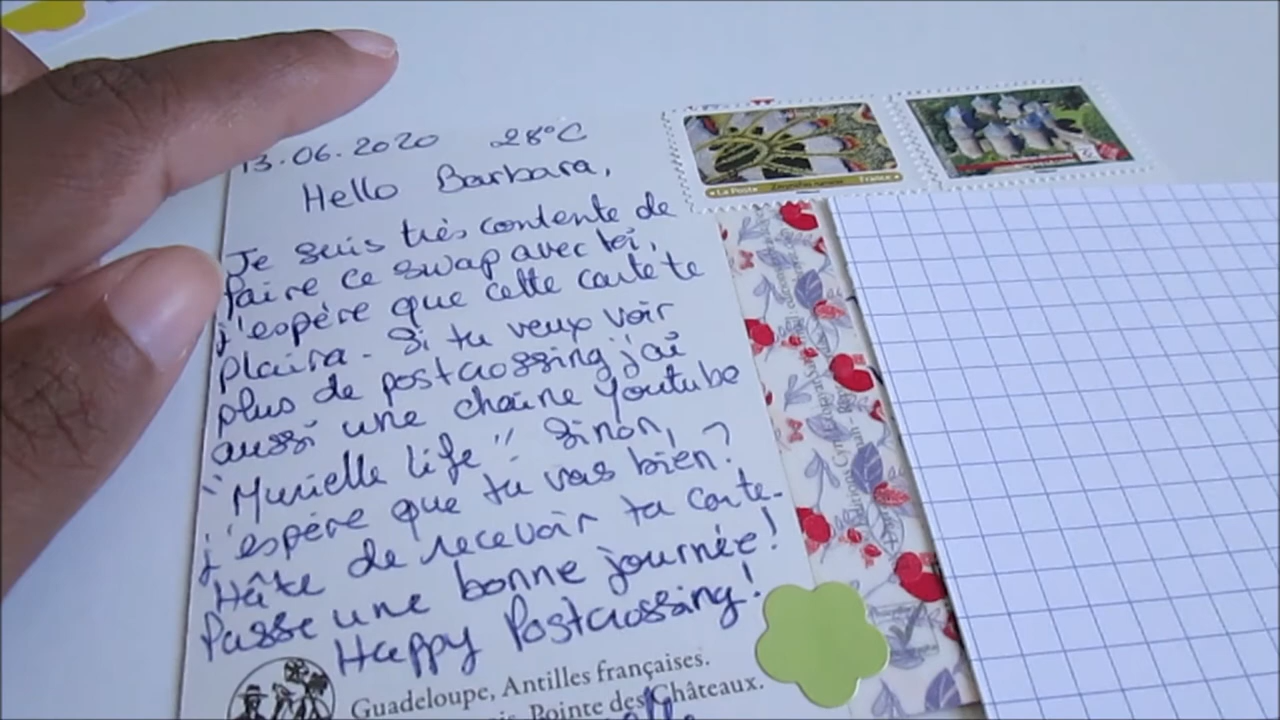 13.06.2020 28°C
Hello Barbara,
Je suis très contente de
faire ce swap avec toi,
j'espère que cette carte te
plaira - Si tu veux voir
plus de postcrossing j'ai
aussi une chaîne Youtube
"Murielle Life" ! Sinon,
j'espère que tu vas bien ?
Hâte de recevoir ta carte -
Passe une bonne journée !
Happy Postcrossing !
Guadeloupe, Antilles françaises.
Pointe des Châteaux.
La Poste
France